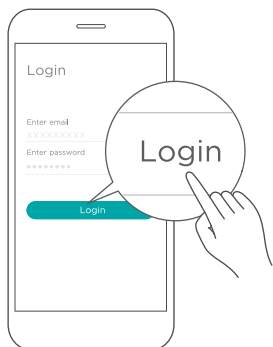 Login
Enter email
XXXXXXXXX
Enter password
********
Login
Login